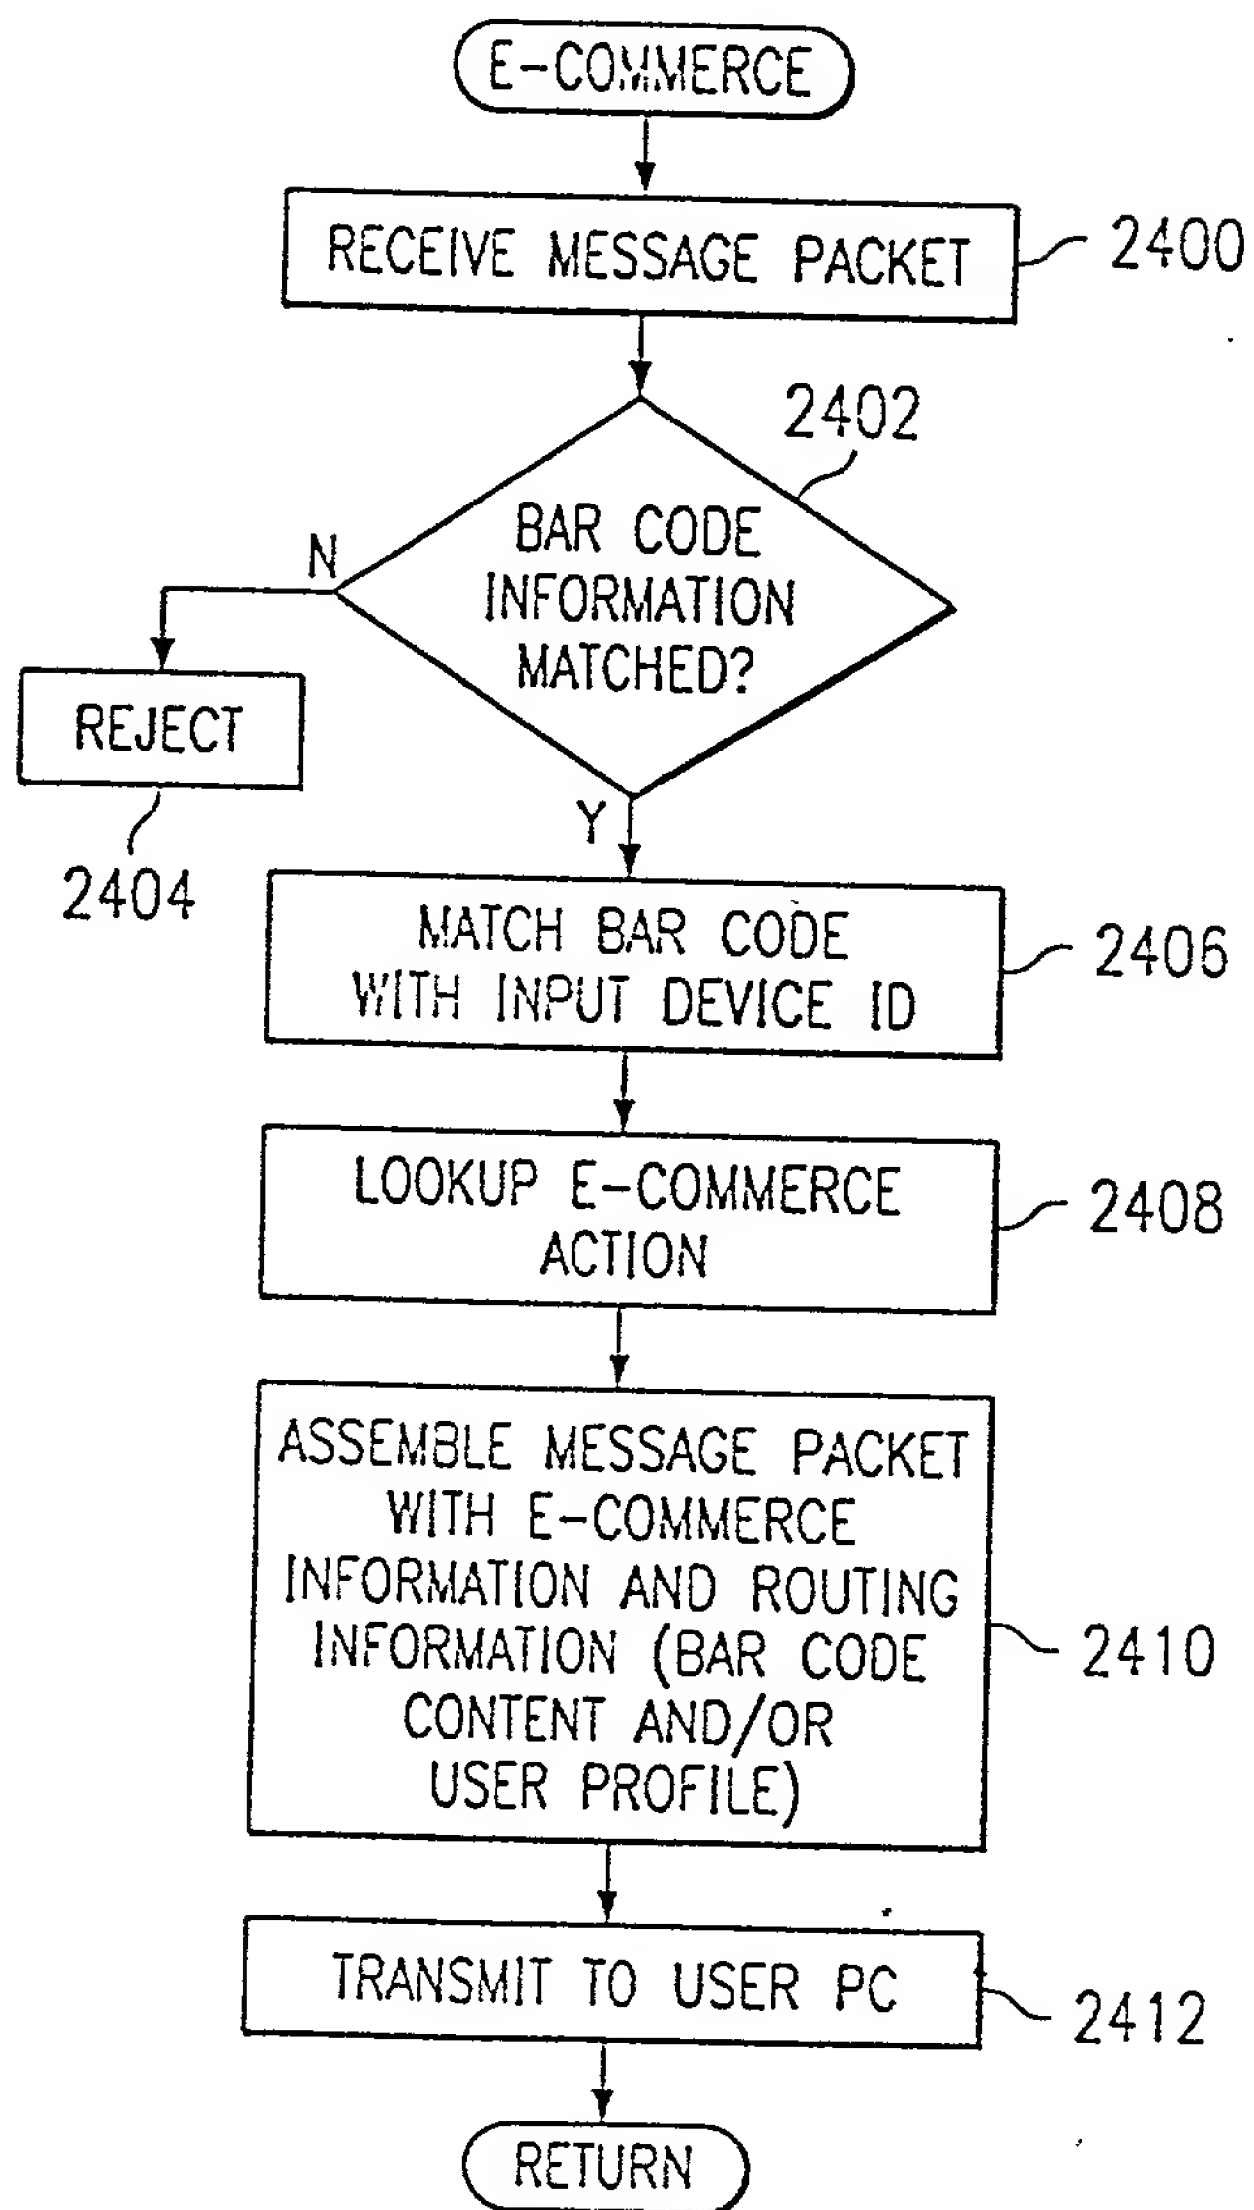 E-COMMERCE
RECEIVE MESSAGE PACKET
2400
2402
BAR CODE
INFORMATION
MATCHED?
N
REJECT
2404
Y
MATCH BAR CODE
WITH INPUT DEVICE ID
2406
LOOKUP E-COMMERCE
ACTION
2408
ASSEMBLE MESSAGE PACKET
WITH E-COMMERCE
INFORMATION AND ROUTING
INFORMATION (BAR CODE
CONTENT AND/OR
USER PROFILE)
2410
TRANSMIT TO USER PC
2412
RETURN